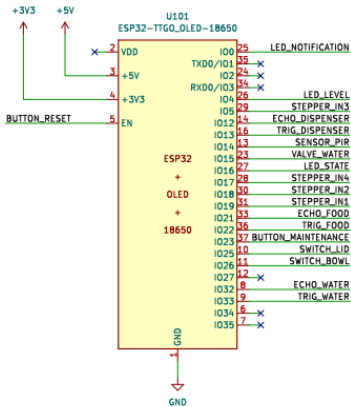 U101
ESP32-TTGO_OLED-18650
+3V3
+5V
2 VDD
3 +5V
4 +3V3
BUTTON_RESET 5 EN
ESP32
+
OLED
+
18650
IO0 25 LED_NOTIFICATION
TXD0/IO1 35
IO2 24
RXD0/IO3 34
IO4 26 LED_LEVEL
IO5 29 STEPPER_IN3
IO12 14 ECHO_DISPENSER
IO13 16 TRIG_DISPENSER
IO14 13 SENSOR_PIR
IO15 23 VALVE_WATER
IO16 27 LED_STATE
IO17 28 STEPPER_IN4
IO18 30 STEPPER_IN2
IO19 31 STEPPER_IN1
IO21 33 ECHO_FOOD
IO22 36 TRIG_FOOD
IO23 37 BUTTON_MAINTENANCE
IO25 10 SWITCH_LID
IO26 11 SWITCH_BOWL
IO27 12
IO32 8 ECHO_WATER
IO33 9 TRIG_WATER
IO34 6
IO35 7
GND
1
GND